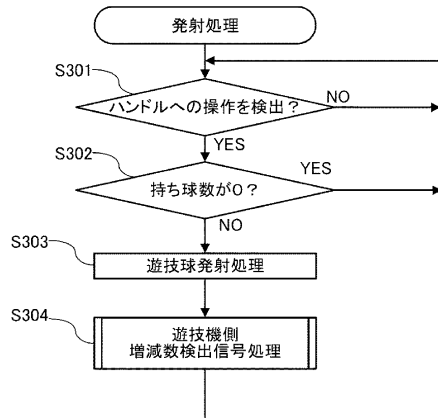 発射処理
S301
ハンドルへの操作を検出?
NO
YES
S302
持ち球数が0?
YES
NO
S303
遊技球発射処理
S304
遊技機側
増減数検出信号処理